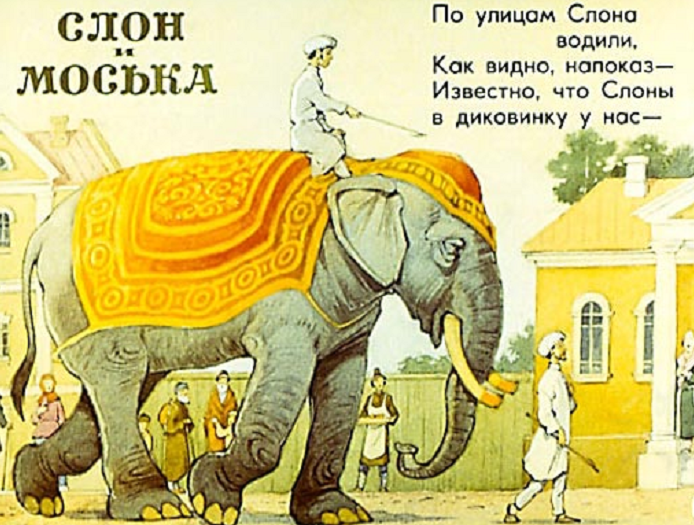 СЛОН
И
МОСЬКА
По улицам Слона
водили,
Как видно, напоказ—
Известно, что Слоны
в диковинку у нас—